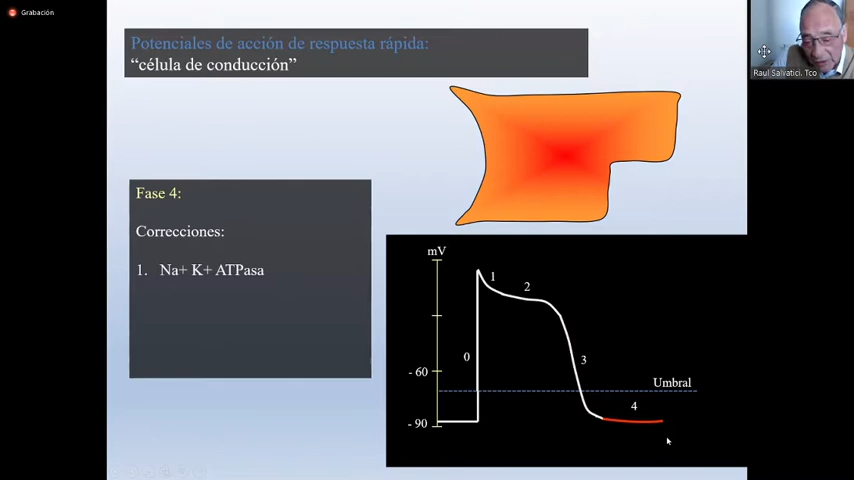 Grabación
Potenciales de acción de respuesta rápida:
“célula de conducción”
Raul Salvatici. Tco
Fase 4:
Correcciones:
1. Na+ K+ ATPasa
mV
1
2
0
3
- 60
Umbral
4
- 90